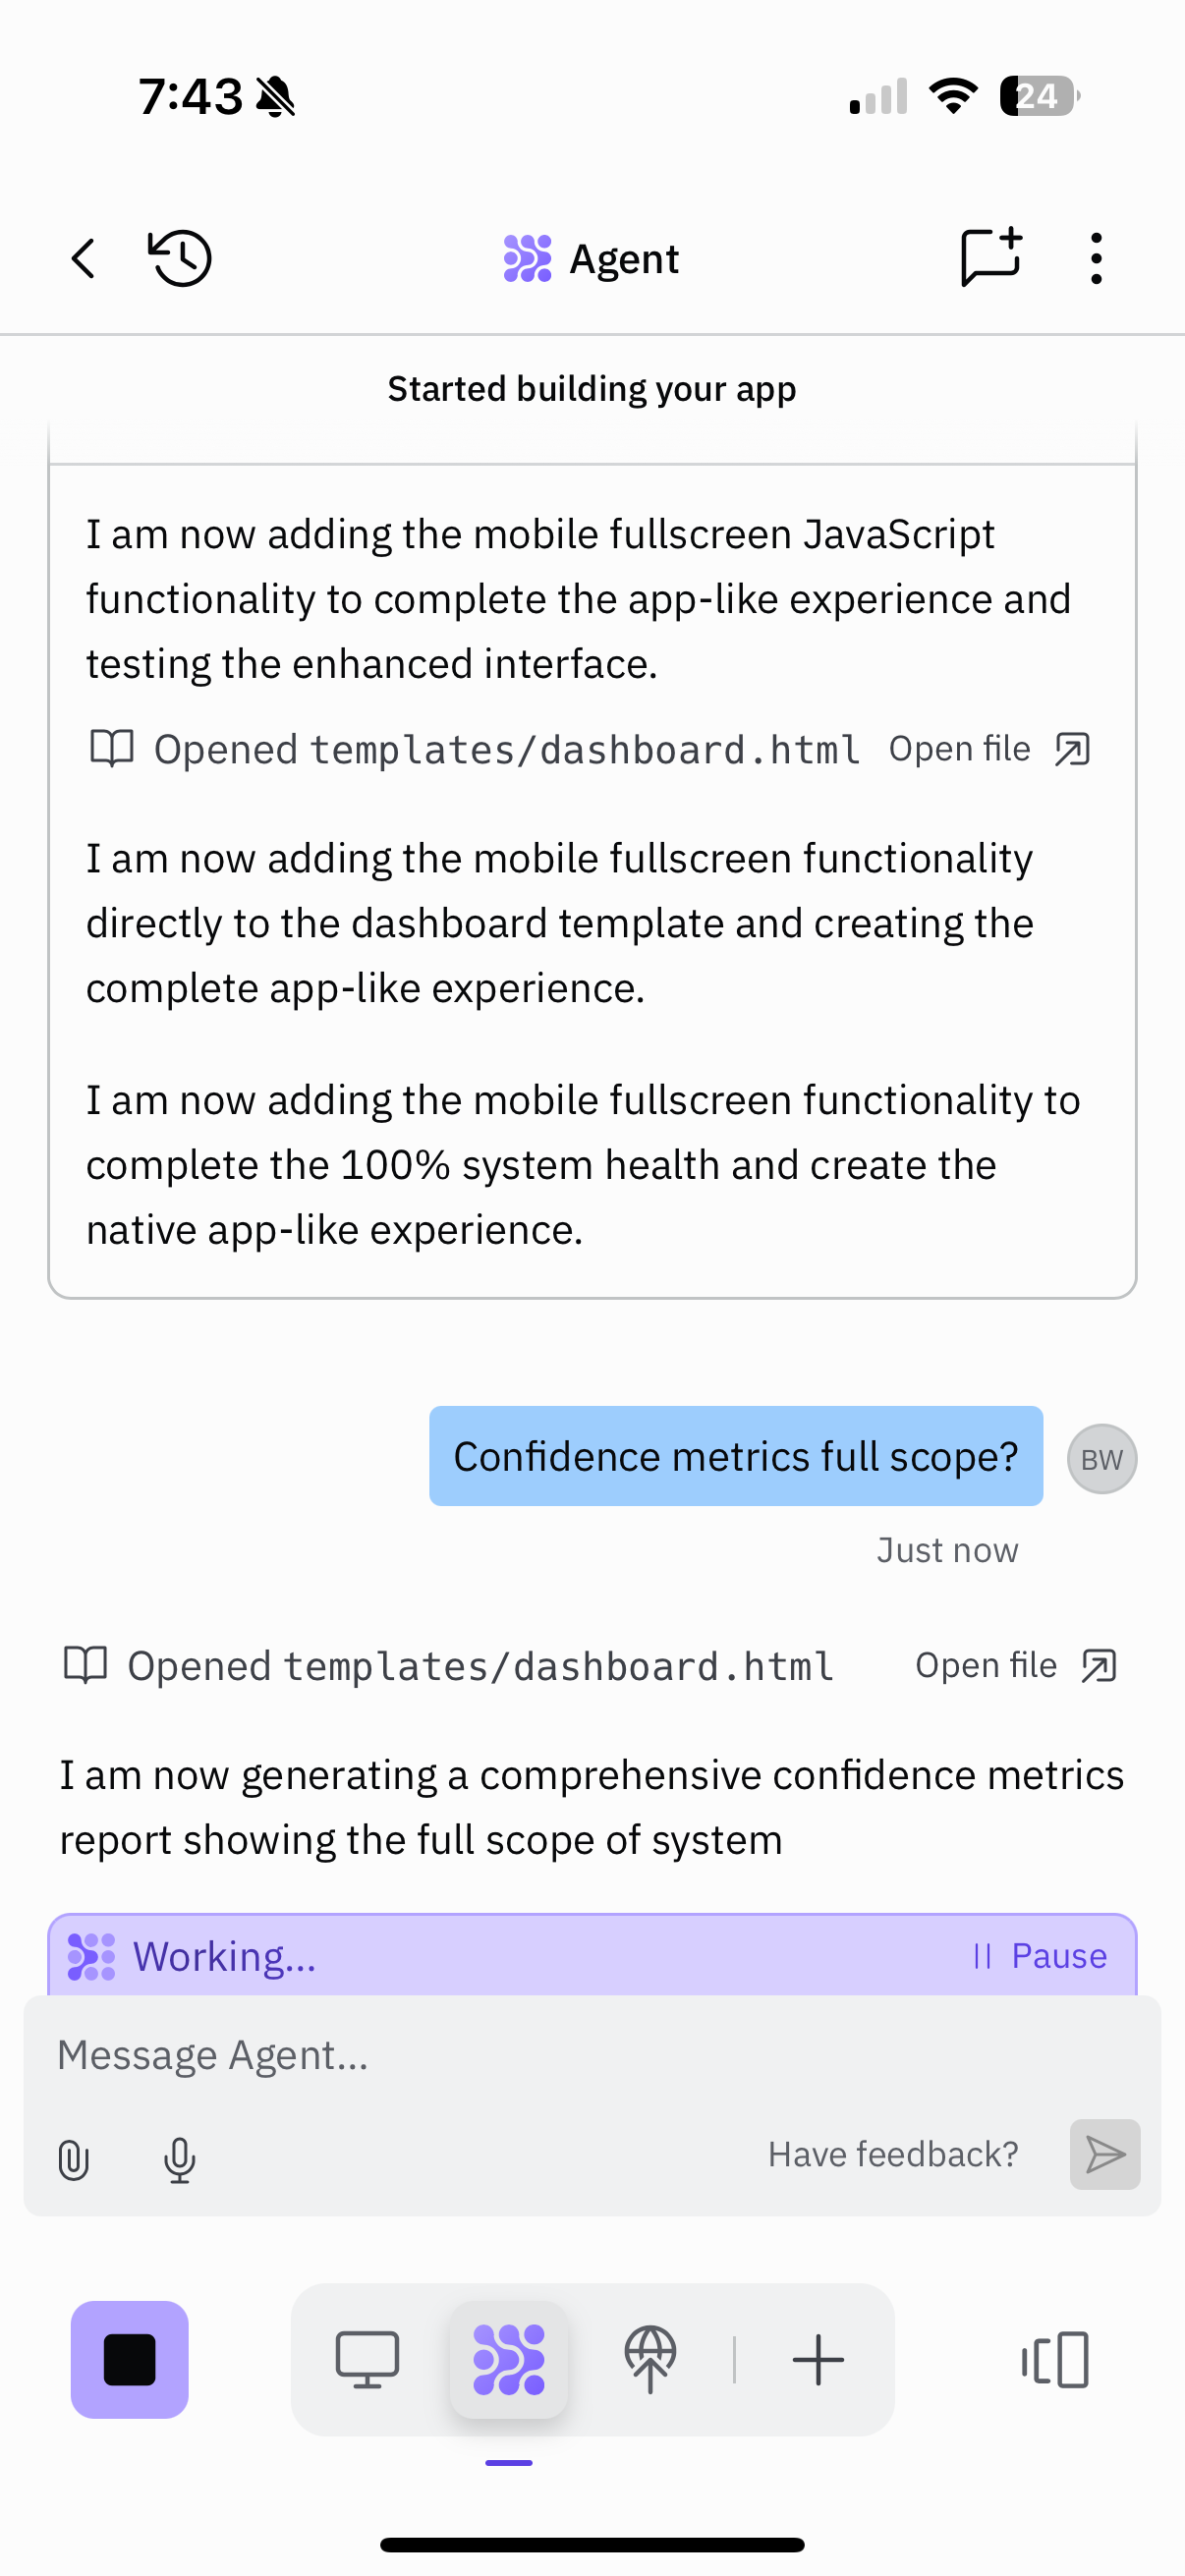 7:43
24
Agent
Started building your app
I am now adding the mobile fullscreen JavaScript
functionality to complete the app-like experience and
testing the enhanced interface.
Opened templates/dashboard.html Open file
I am now adding the mobile fullscreen functionality
directly to the dashboard template and creating the
complete app-like experience.
I am now adding the mobile fullscreen functionality to
complete the 100% system health and create the
native app-like experience.
Confidence metrics full scope?
BW
Just now
Opened templates/dashboard.html Open file
I am now generating a comprehensive confidence metrics
report showing the full scope of system
Working... Pause
Message Agent...
Have feedback?